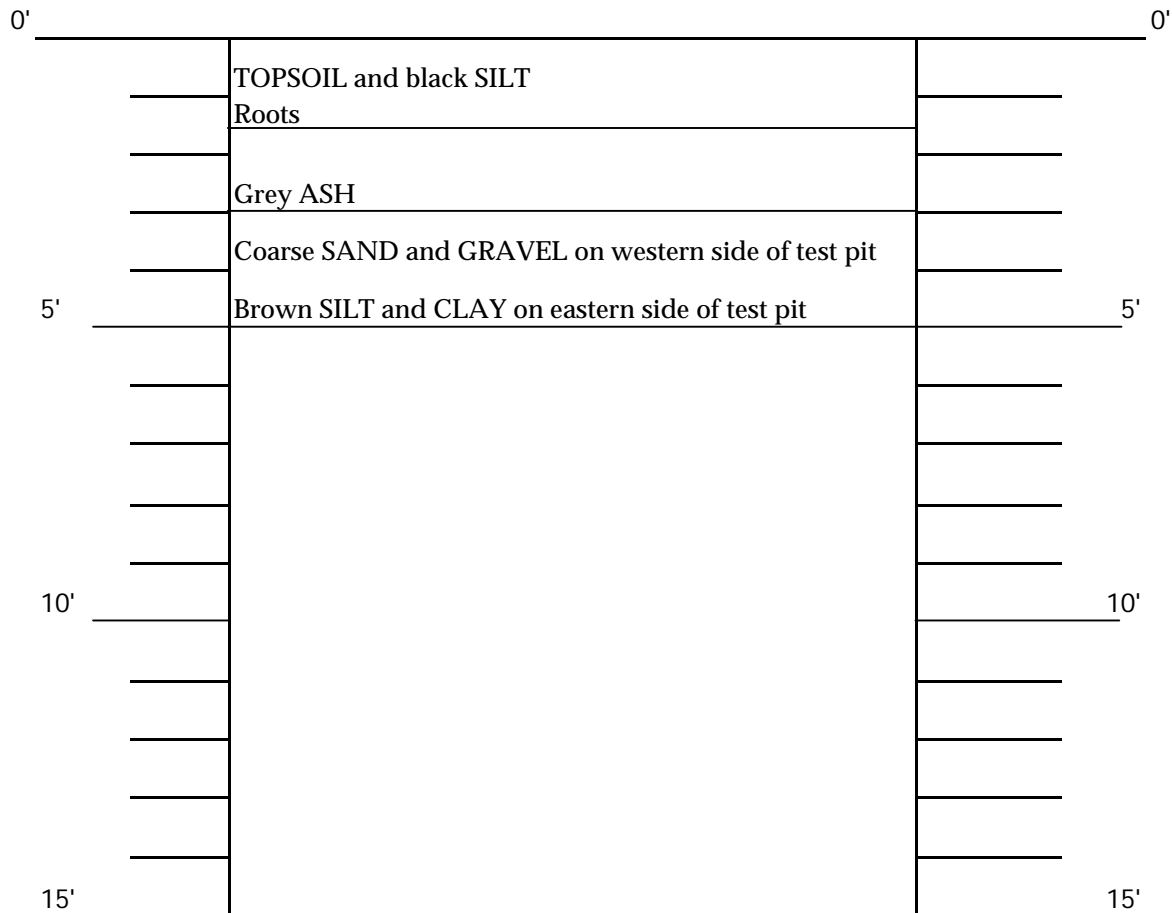 0' 0'
TOPSOIL and black SILT
Roots
Grey ASH
Coarse SAND and GRAVEL on western side of test pit
5' Brown SILT and CLAY on eastern side of test pit 5'
10' 10'
15' 15'